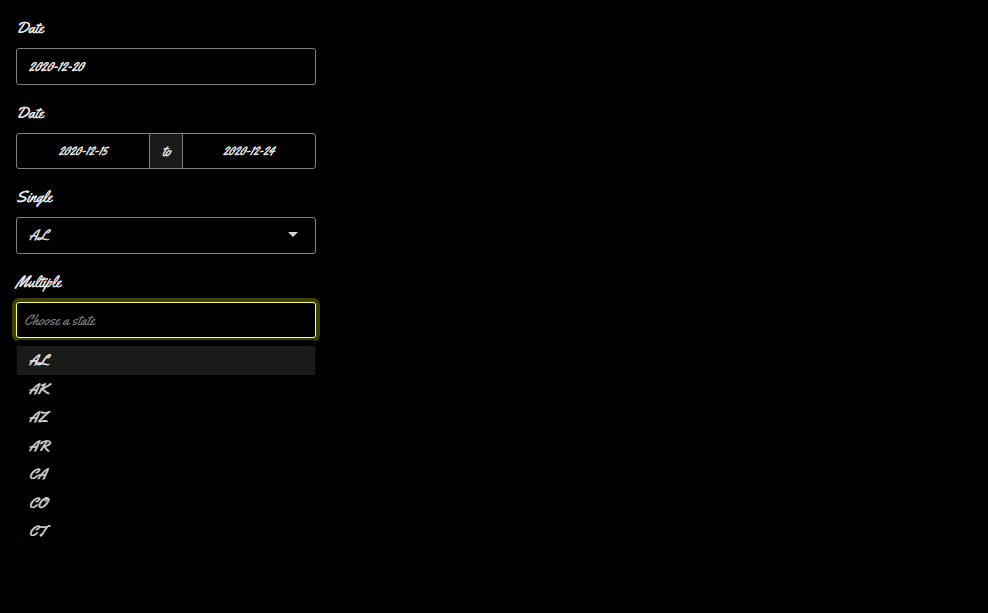 Date
2020-12-20
Date
2020-12-15 to 2020-12-24
Single
AL
Multiple
Choose a state
AL
AK
AZ
AR
CA
CO
CT